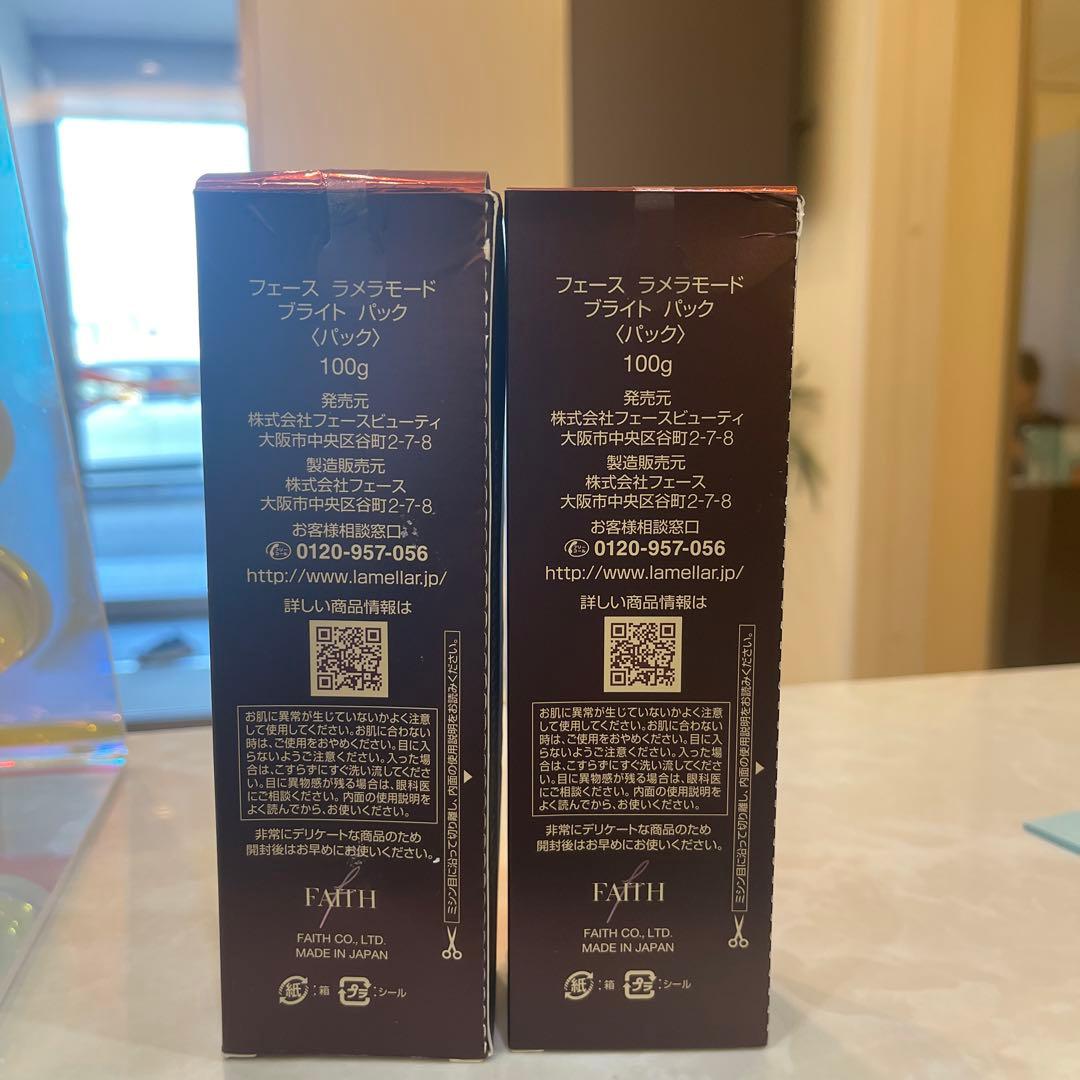 フェース ラメラモード
ブライト パック
〈パック〉
100g
発売元
株式会社フェースビューティ
大阪市中央区谷町2-7-8
製造販売元
株式会社フェース
大阪市中央区谷町2-7-8
お客様相談窓口
フリーコール 0120-957-056
http://www.lamellar.jp/
詳しい商品情報は
お肌に異常が生じていないかよく注意
して使用してください。お肌に合わない
時は、ご使用をおやめください。目に入
らないようご注意ください。入った場
合は、こすらずにすぐ洗い流してくださ
い。目に異物感が残る場合は、眼科医
にご相談ください。内面の使用説明を
よく読んでから、お使いください。
非常にデリケートな商品のため
開封後はお早めにお使いください。
ミシン目に沿って切り離し、内面の使用説明をお読みください。
FAITH
FAITH CO., LTD.
MADE IN JAPAN
紙:箱 プラ:シール
フェース ラメラモード
ブライト パック
〈パック〉
100g
発売元
株式会社フェースビューティ
大阪市中央区谷町2-7-8
製造販売元
株式会社フェース
大阪市中央区谷町2-7-8
お客様相談窓口
フリーコール 0120-957-056
http://www.lamellar.jp/
詳しい商品情報は
お肌に異常が生じていないかよく注意
して使用してください。お肌に合わない
時は、ご使用をおやめください。目に入
らないようご注意ください。入った場
合は、こすらずにすぐ洗い流してくださ
い。目に異物感が残る場合は、眼科医
にご相談ください。内面の使用説明を
よく読んでから、お使いください。
非常にデリケートな商品のため
開封後はお早めにお使いください。
ミシン目に沿って切り離し、内面の使用説明をお読みください。
FAITH
FAITH CO., LTD.
MADE IN JAPAN
紙:箱 プラ:シール